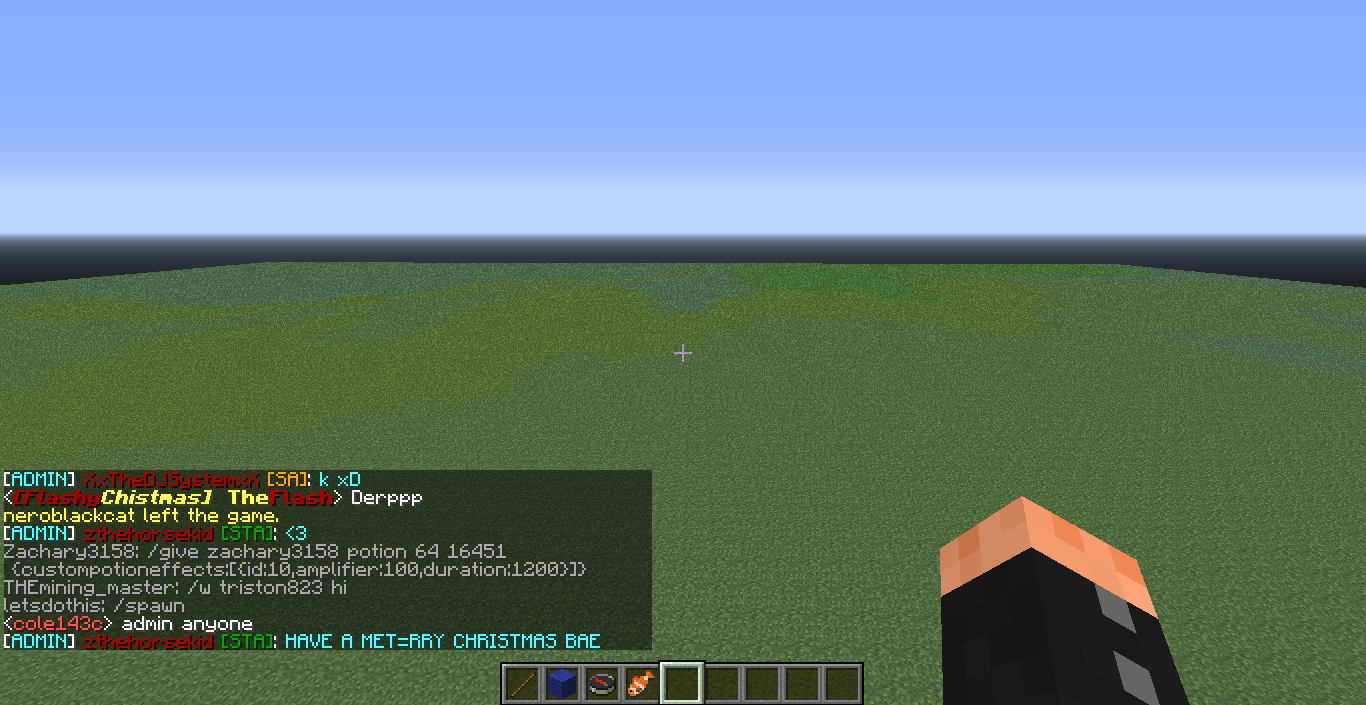 [ADMIN] XxTheDJSystemxX [SA]: k xD
<[FlashyChistmas] TheFlash> Derppp
neroblackcat left the game.
[ADMIN] zthehorsekid [STA]: <3
Zachary3158: /give zachary3158 potion 64 16451
{custompotioneffects:[{id:10,amplifier:100,duration:1200}]}
THEmining_master: /w triston823 hi
letsdothis: /spawn
<cole143c> admin anyone
[ADMIN] zthehorsekid [STA]: HAVE A MET=RRY CHRISTMAS BAE